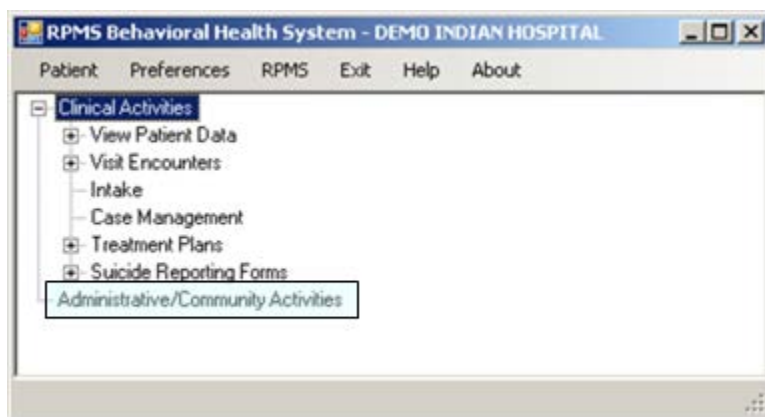 RPMS Behavioral Health System - DEMO INDIAN HOSPITAL
Patient Preferences RPMS Exit Help About
Clinical Activities
View Patient Data
Visit Encounters
Intake
Case Management
Treatment Plans
Suicide Reporting Forms
Administrative/Community Activities